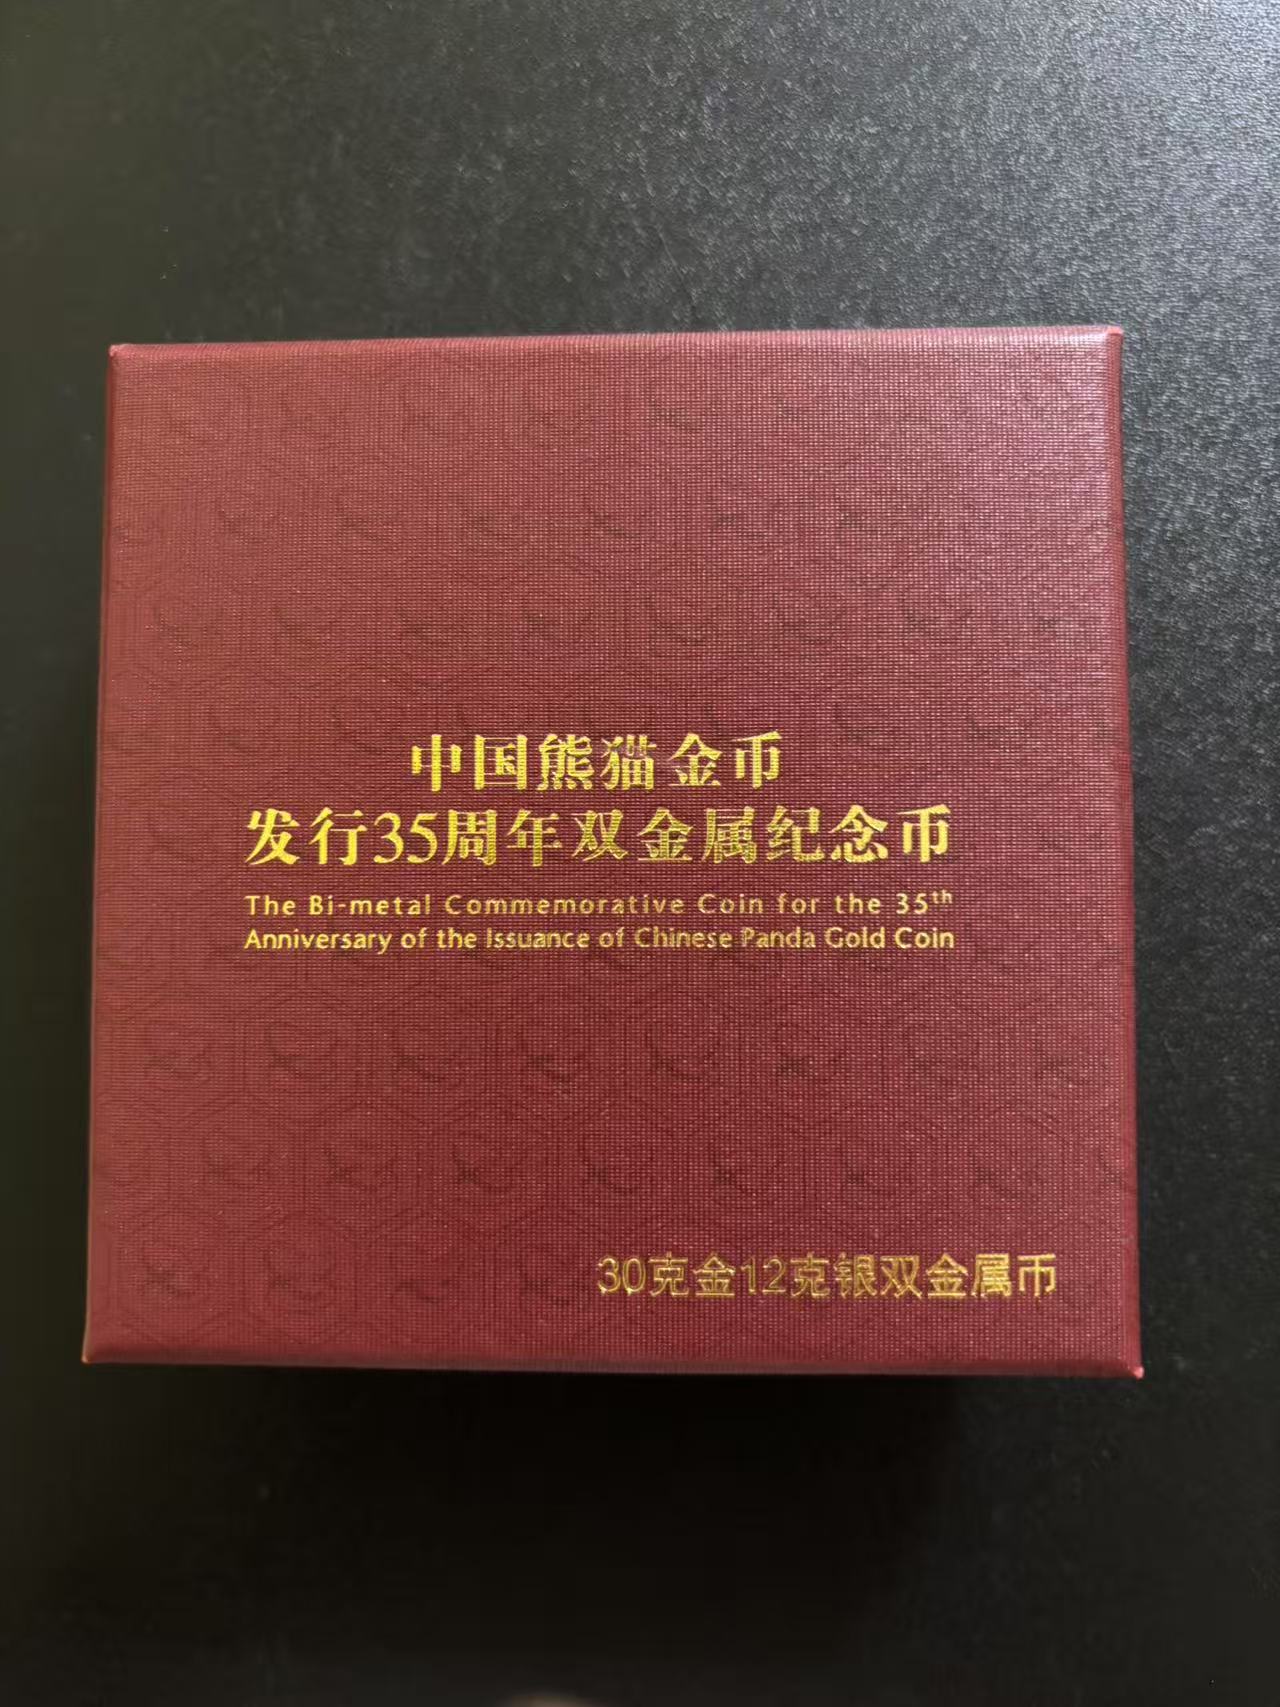 中国熊猫金币
发行35周年双金属纪念币
The Bi-metal Commemorative Coin for the 35th
Anniversary of the Issuance of Chinese Panda Gold Coin
30克金12克银双金属币